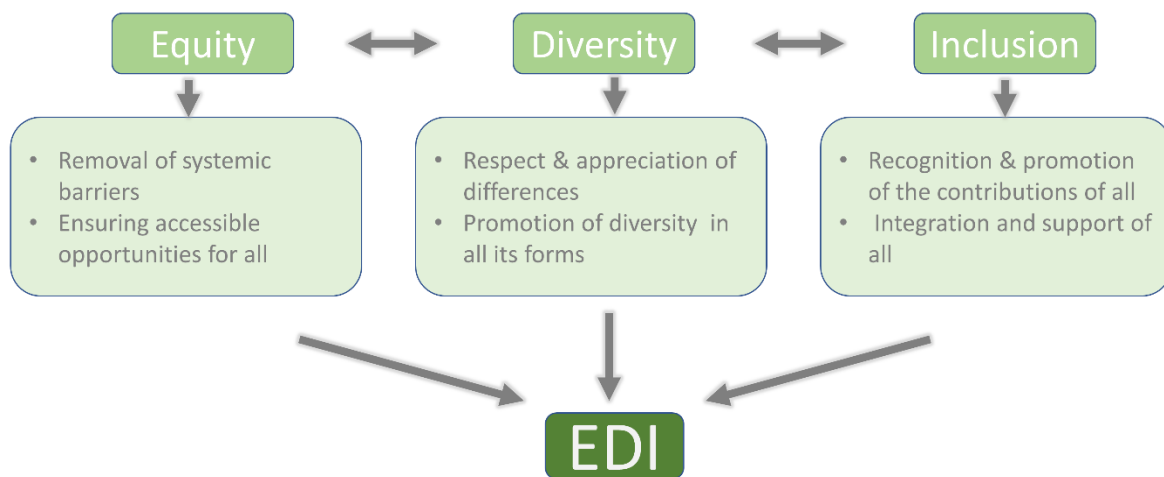 Equity
Diversity
Inclusion
• Removal of systemic
barriers
• Ensuring accessible
opportunities for all
• Respect & appreciation of
differences
• Promotion of diversity in
all its forms
• Recognition & promotion
of the contributions of all
• Integration and support of
all
EDI